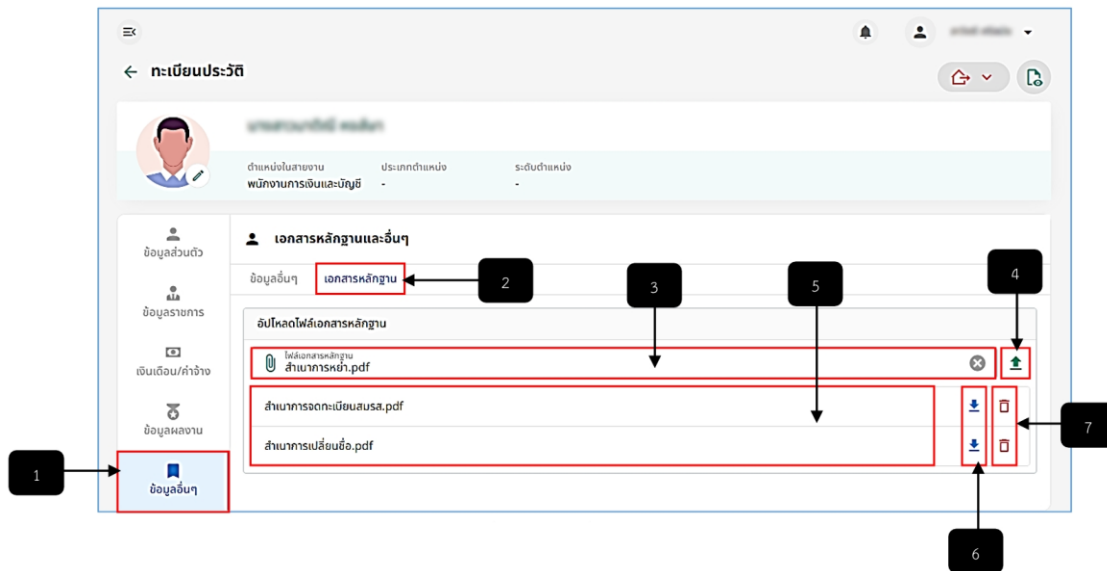 ทะเบียนประวัติ
ตำแหน่งในสายงาน ประเภทตำแหน่ง ระดับตำแหน่ง
พนักงานการเงินและบัญชี - -
ข้อมูลส่วนตัว
ข้อมูลราชการ
เงินเดือน/ค่าจ้าง
ข้อมูลผลงาน
ข้อมูลอื่นๆ
เอกสารหลักฐานและอื่นๆ
ข้อมูลอื่นๆ เอกสารหลักฐาน
อัปโหลดไฟล์เอกสารหลักฐาน
ไฟล์เอกสารหลักฐาน
สำเนาการหย่า.pdf
สำเนาการจดทะเบียนสมรส.pdf
สำเนาการเปลี่ยนชื่อ.pdf
1
2
3
5
4
7
6